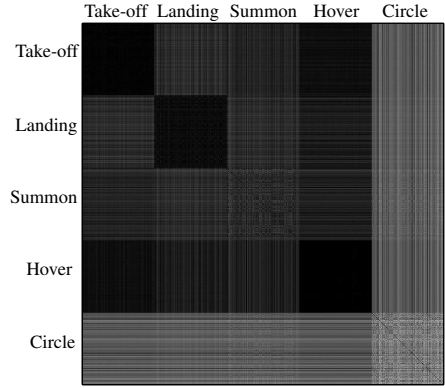 Take-off Landing Summon Hover Circle
Take-off
Landing
Summon
Hover
Circle